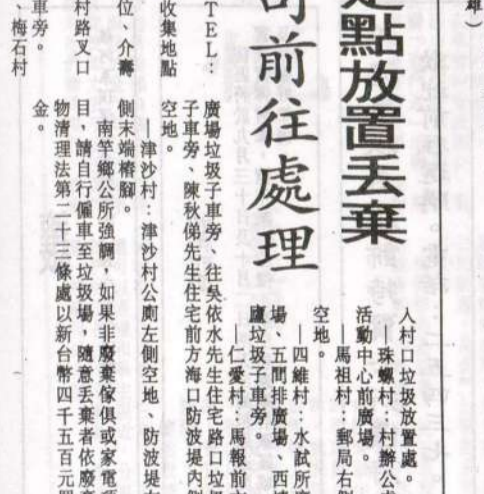 雄）
定點放置丟棄
司前往處理
人村口垃圾放置處。
—珠螺村：村辦公
活動中心前廣場。
—馬祖村：郵局右側
空地。
—四維村：水試所
場、五間排廣場、西
廳垃圾子車旁。
—仁愛村：馬報前
廣場垃圾子車旁、往吳依水先生住宅路口垃圾
子車旁、陳秋俤先生住宅前方海口防波堤內側
空地。
—津沙村：津沙村公廟左側空地、防波堤
側末端樁腳。
南竿鄉公所強調，如果非廢棄傢俱或家電
目，請自行僱車至垃圾場，隨意丟棄者依廢
物清理法第二十三條處以新台幣四千五百元
金。
ＴＥＬ：
收集地點
位、介壽
村路叉口
車旁。
、梅石村